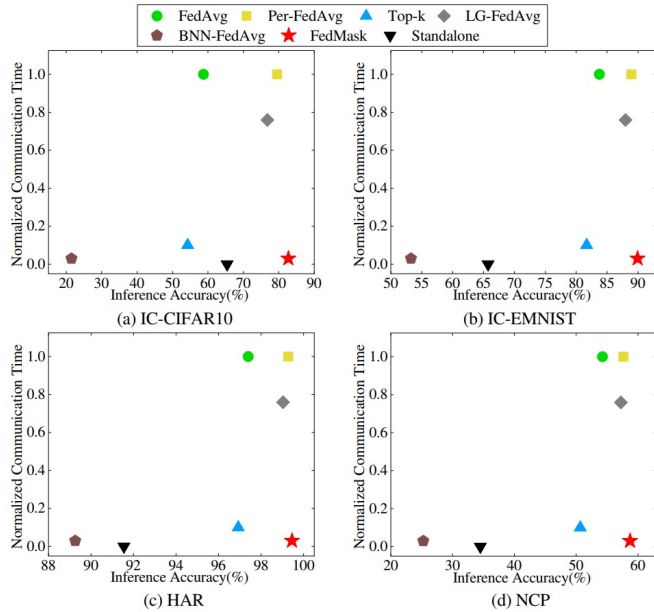 FedAvg Per-FedAvg Top-k LG-FedAvg
BNN-FedAvg FedMask Standalone
Normalized Communication Time
1.0
0.8
0.6
0.4
0.2
0.0
20 30 40 50 60 70 80 90
Inference Accuracy(%)
(a) IC-CIFAR10
Normalized Communication Time
1.0
0.8
0.6
0.4
0.2
0.0
50 55 60 65 70 75 80 85 90
Inference Accuracy(%)
(b) IC-EMNIST
Normalized Communication Time
1.0
0.8
0.6
0.4
0.2
0.0
88 90 92 94 96 98 100
Inference Accuracy(%)
(c) HAR
Normalized Communication Time
1.0
0.8
0.6
0.4
0.2
0.0
20 30 40 50 60
Inference Accuracy(%)
(d) NCP